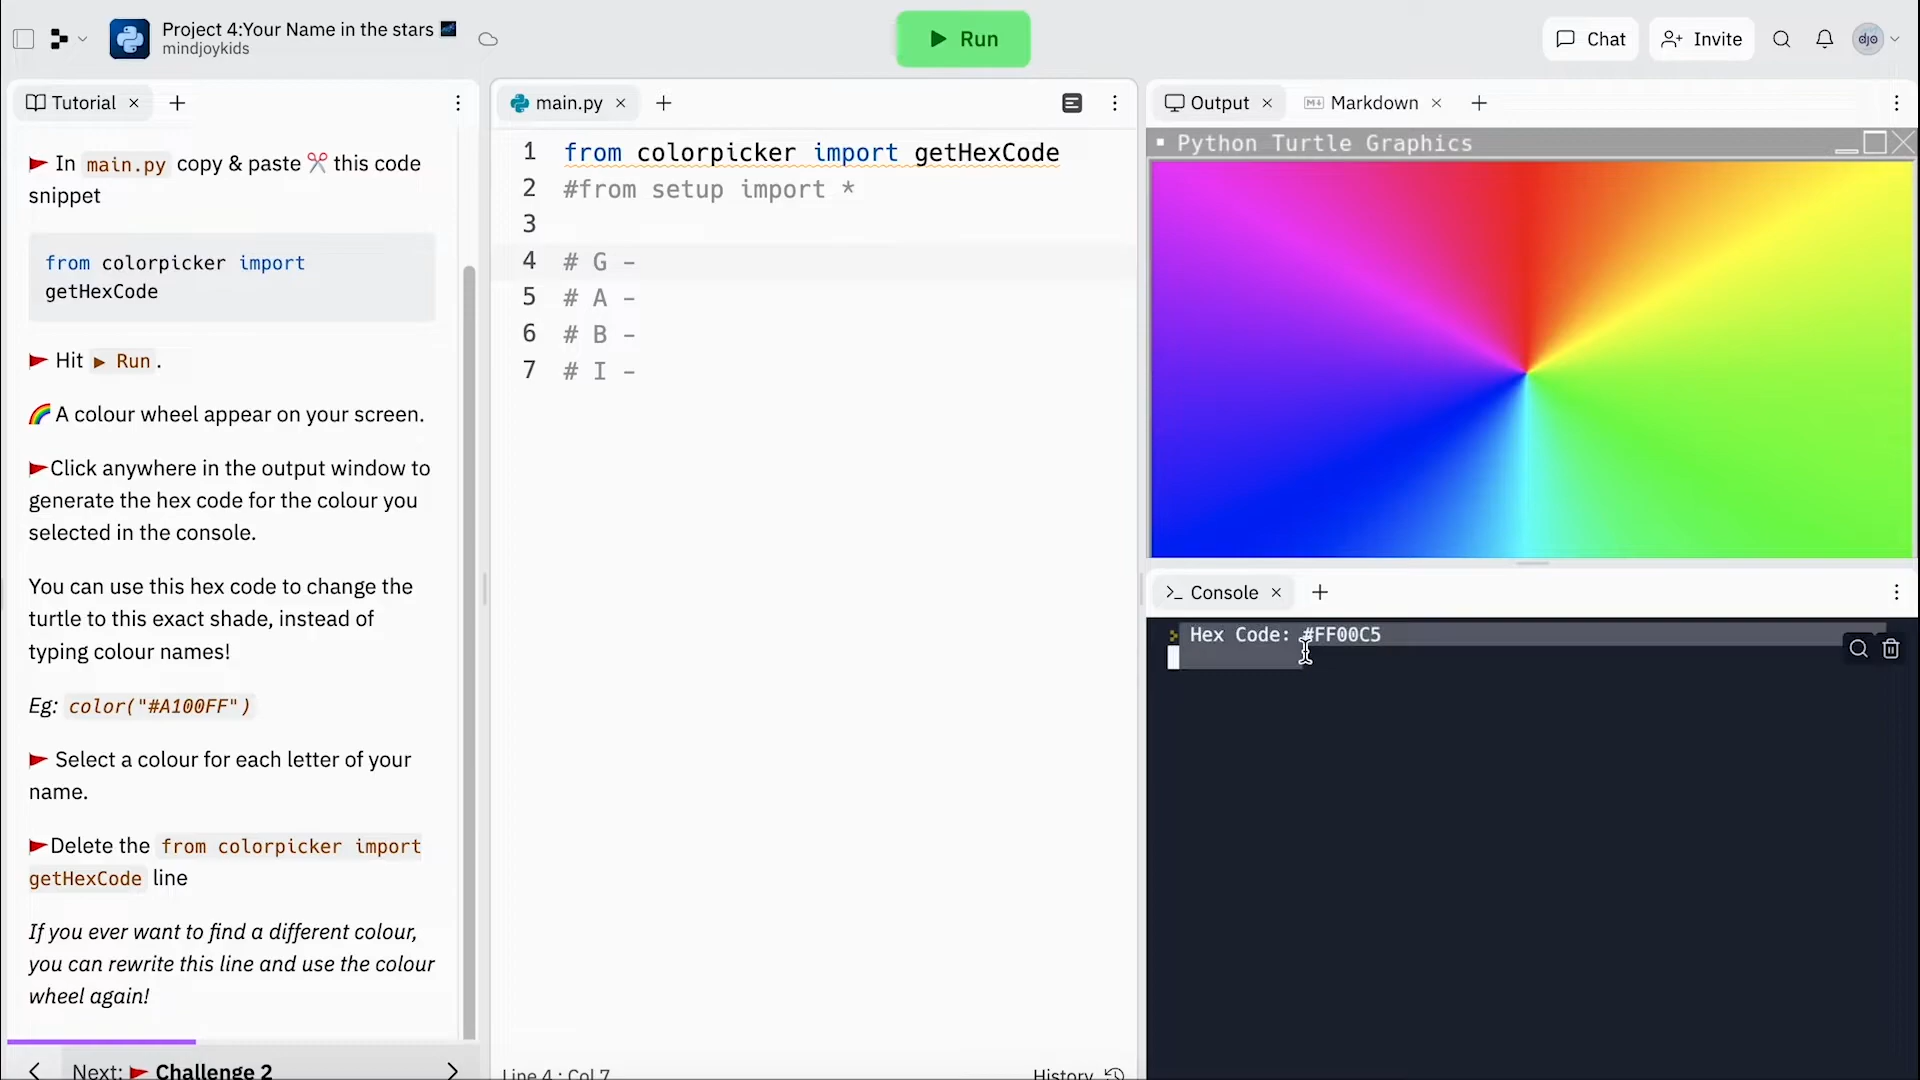 Project 4:Your Name in the stars
mindjoykids
Run
Chat
Invite
djo
Tutorial
In main.py copy & paste this code
snippet
from colorpicker import
getHexCode
Hit Run .
A colour wheel appear on your screen.
Click anywhere in the output window to
generate the hex code for the colour you
selected in the console.
You can use this hex code to change the
turtle to this exact shade, instead of
typing colour names!
Eg: color("#A100FF")
Select a colour for each letter of your
name.
Delete the from colorpicker import
getHexCode line
If you ever want to find a different colour,
you can rewrite this line and use the colour
wheel again!
Next: Challenge 2
main.py
1 from colorpicker import getHexCode
2 #from setup import *
3
4 # G -
5 # A -
6 # B -
7 # I -
Line 4 : Col 7
History
Output
Markdown
Python Turtle Graphics
Console
Hex Code: #FF00C5